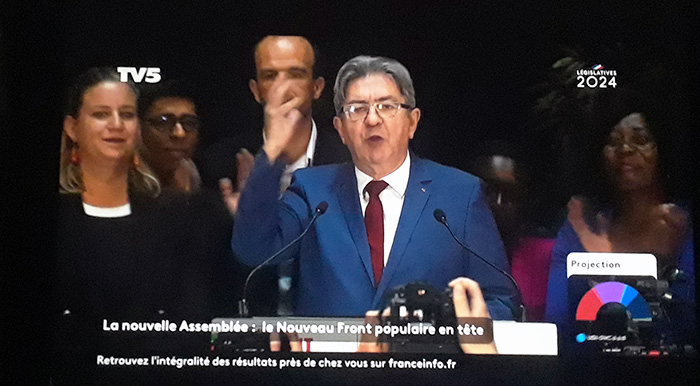 TV5
LÉGISLATIVES
2024
Projection
La nouvelle Assemblée : le Nouveau Front populaire en tête
Retrouvez l'intégralité des résultats près de chez vous sur franceinfo.fr